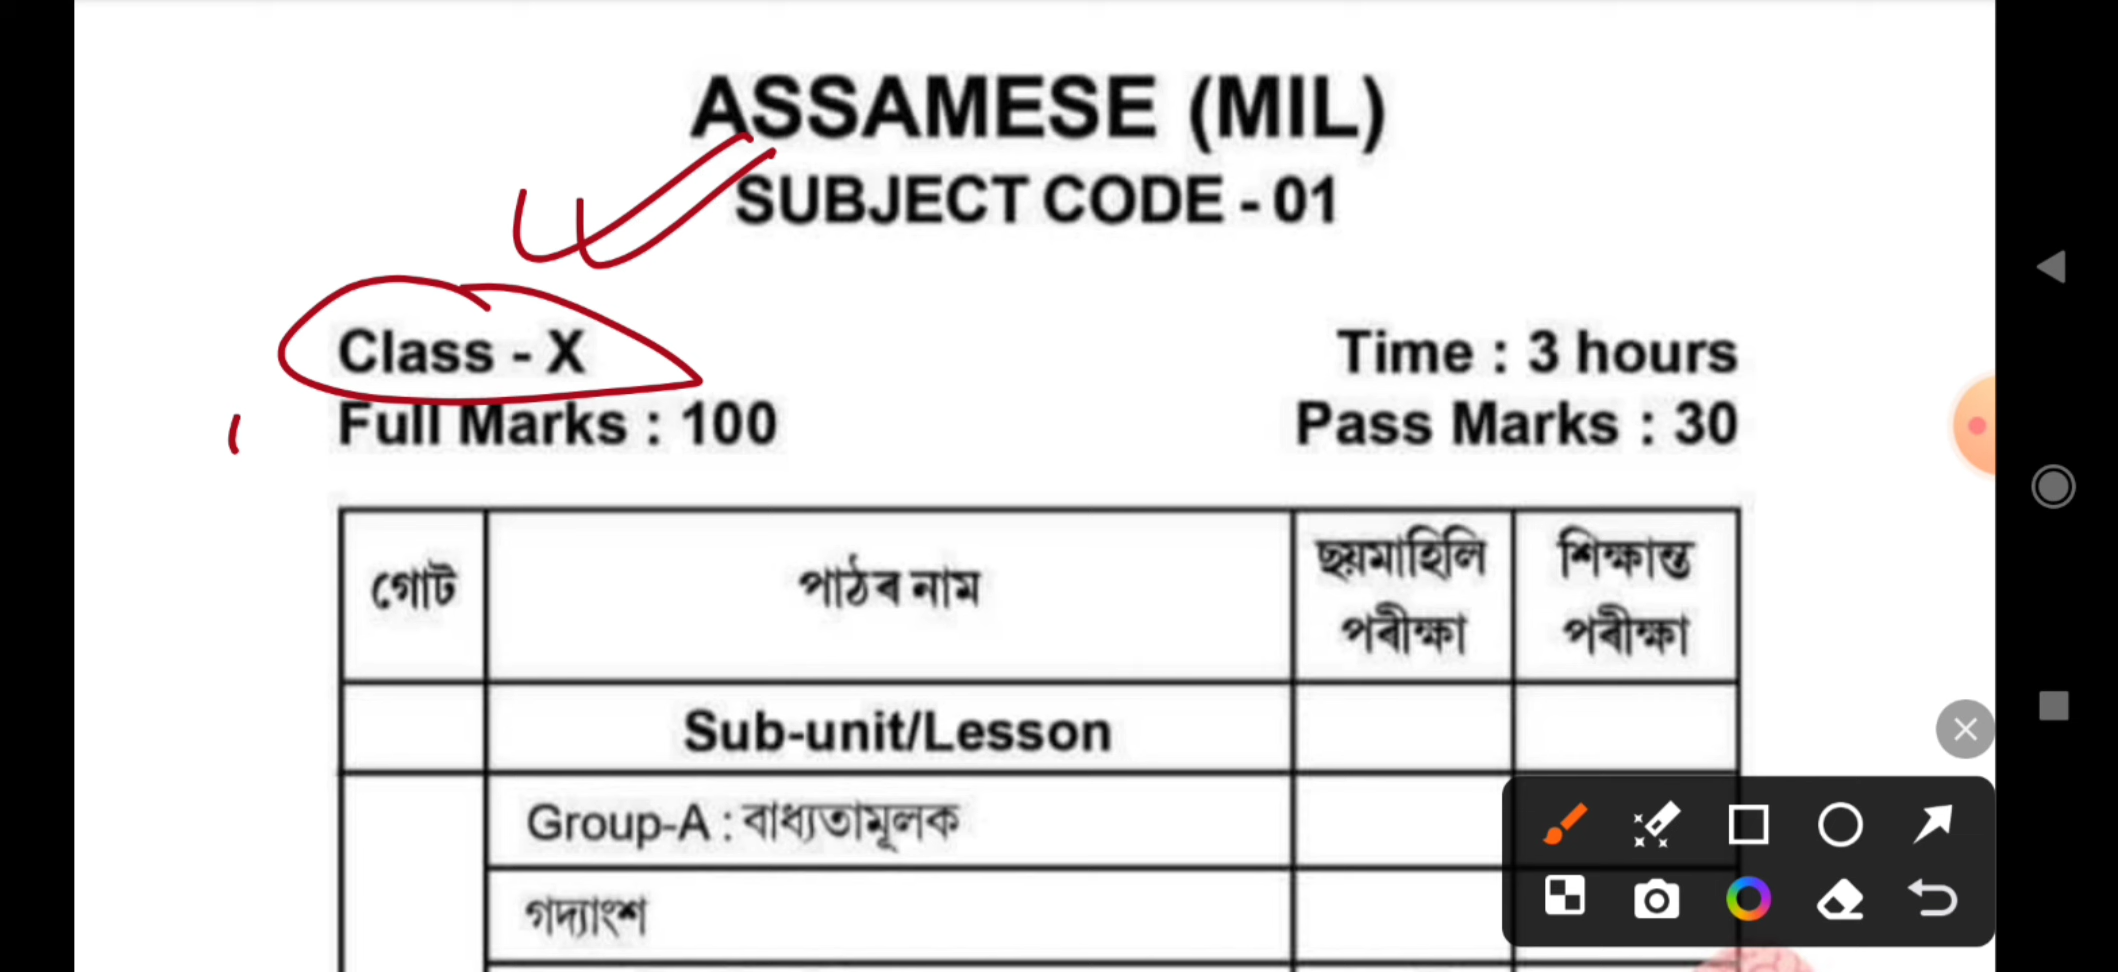 ASSAMESE (MIL)
SUBJECT CODE - 01
Class - X
Time : 3 hours
Full Marks : 100
Pass Marks : 30
গোট
পাঠৰ নাম
ছয়মাহিলি পৰীক্ষা
শিক্ষান্ত পৰীক্ষা
Sub-unit/Lesson
Group-A : বাধ্যতামূলক
গদ্যাংশ